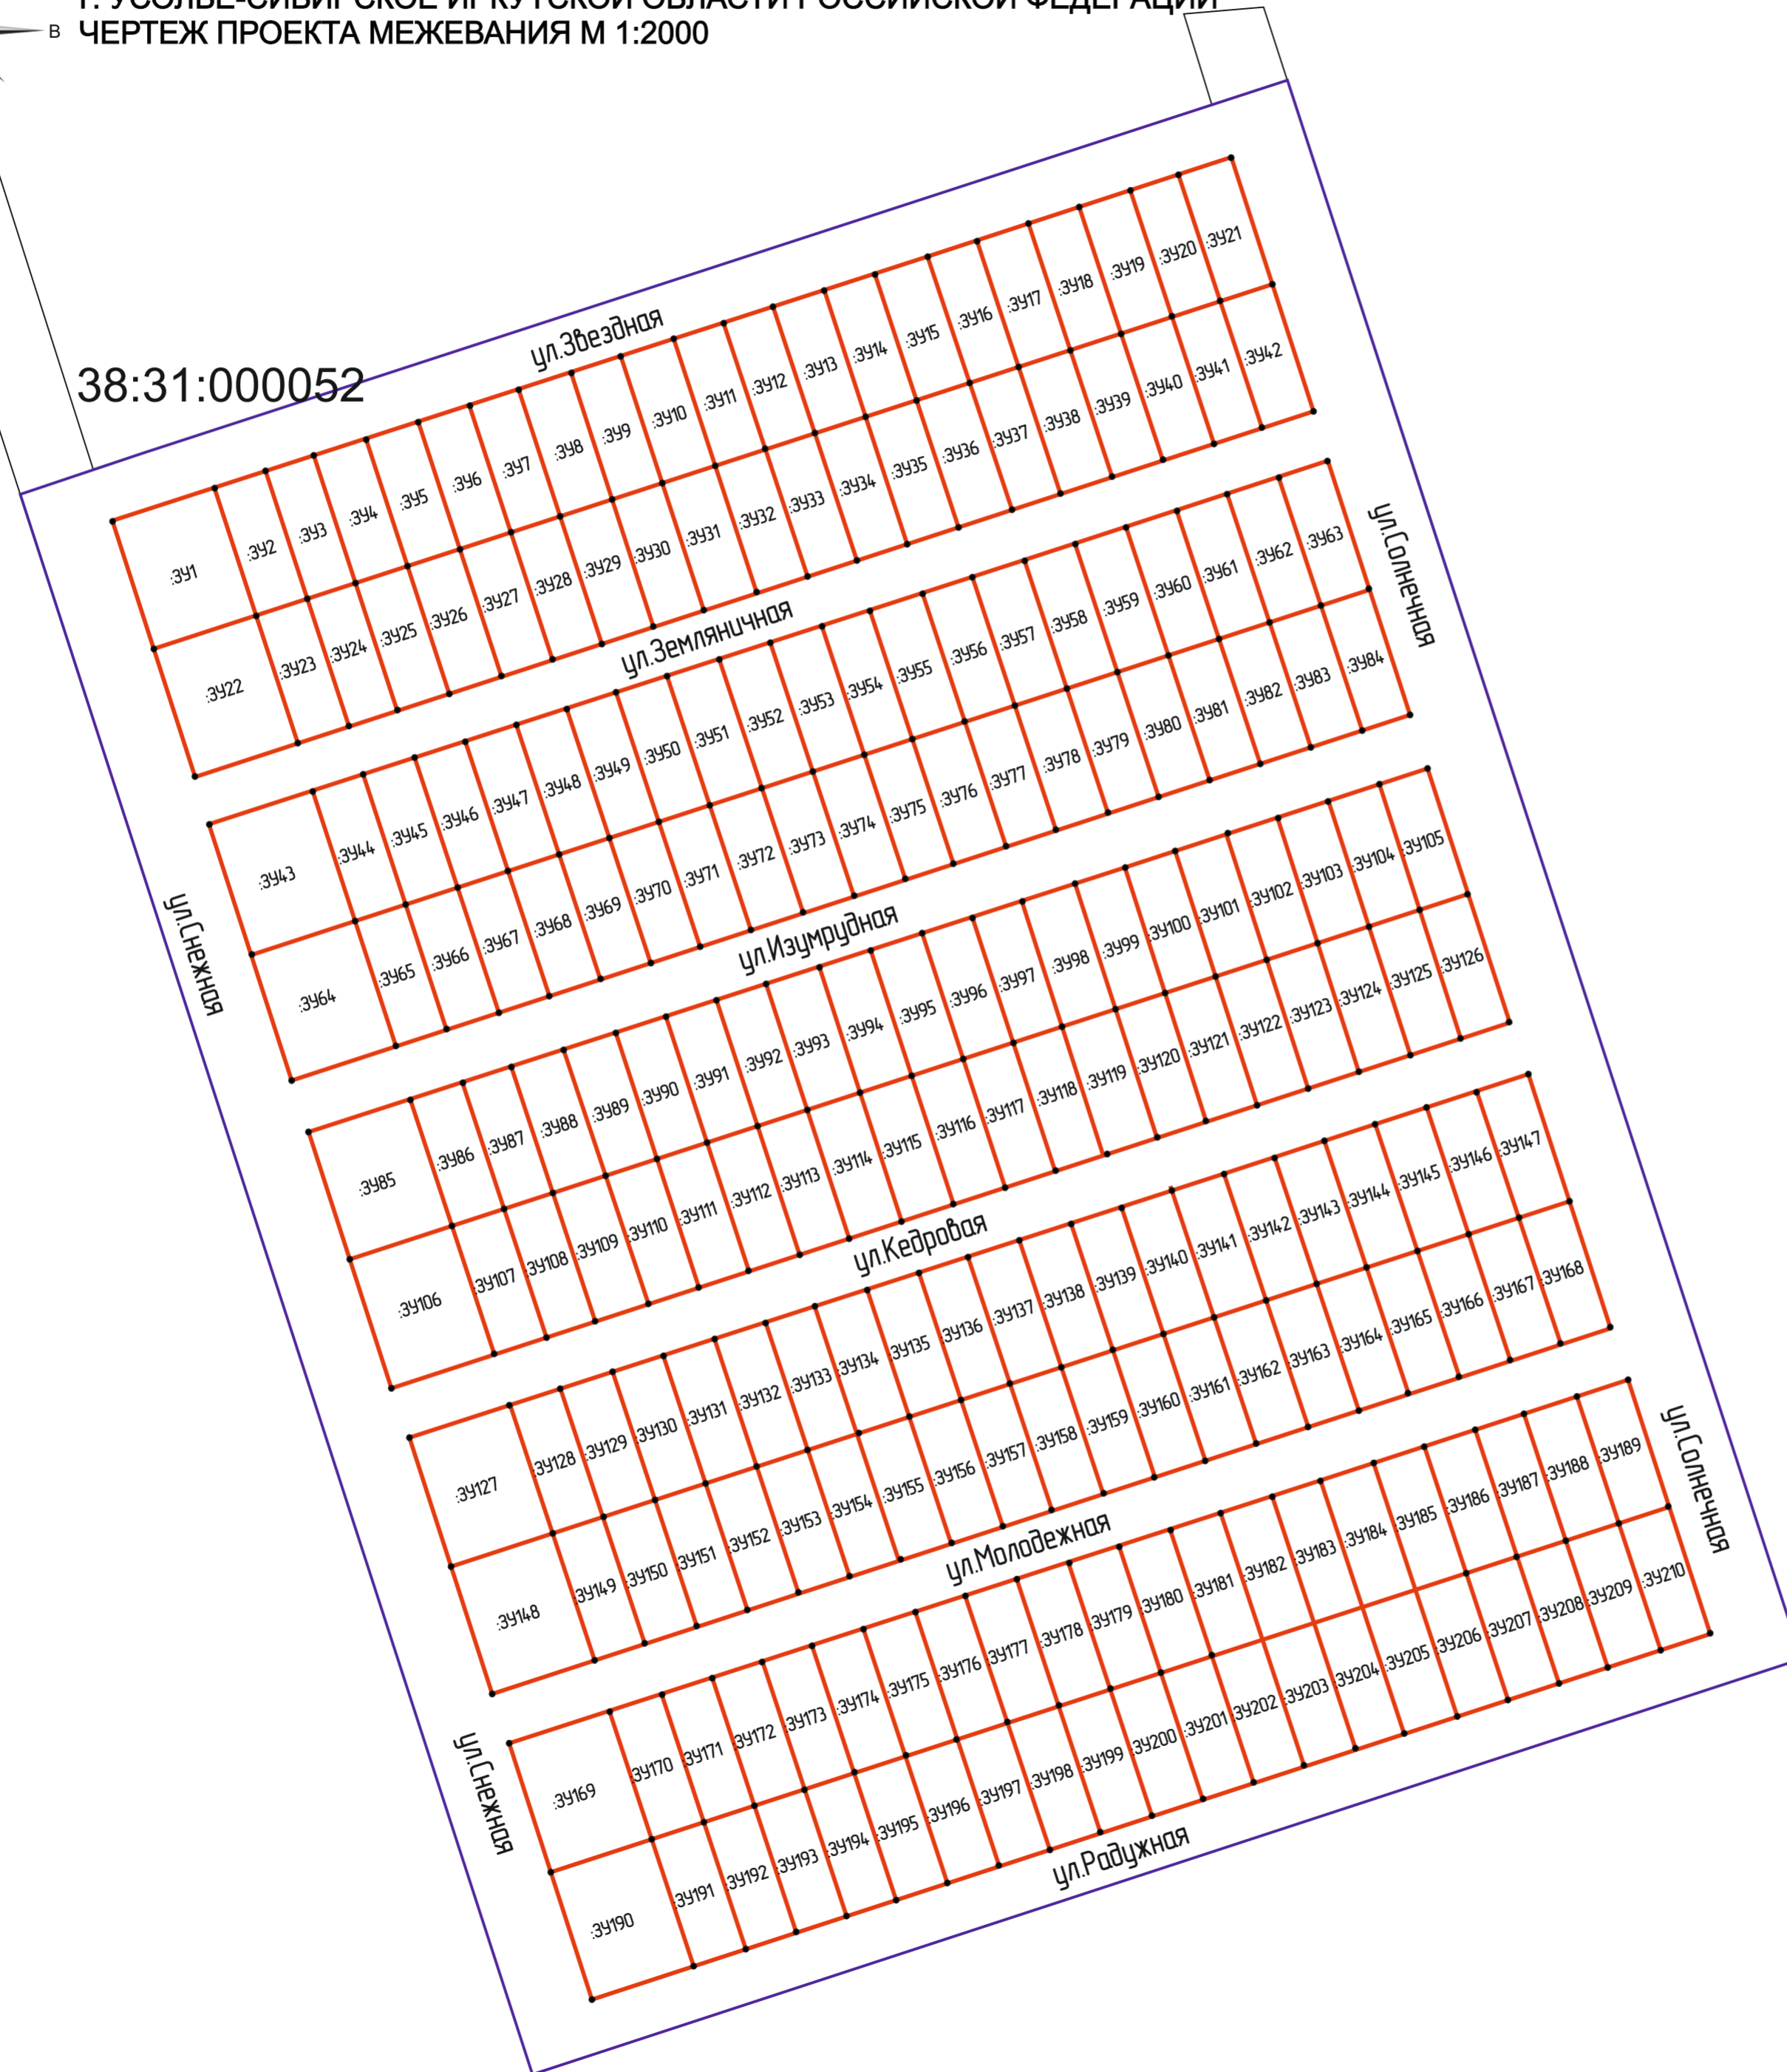 Г. УСОЛЬЕ-СИБИРСКОЕ ИРКУТСКОЙ ОБЛАСТИ РОССИЙСКОЙ ФЕДЕРАЦИИ
В ЧЕРТЕЖ ПРОЕКТА МЕЖЕВАНИЯ М 1:2000
38:31:000052
ул.Звездная
:ЗУ1 :ЗУ2 :ЗУ3 :ЗУ4 :ЗУ5 :ЗУ6 :ЗУ7 :ЗУ8 :ЗУ9 :ЗУ10 :ЗУ11 :ЗУ12 :ЗУ13 :ЗУ14 :ЗУ15 :ЗУ16 :ЗУ17 :ЗУ18 :ЗУ19 :ЗУ20 :ЗУ21
:ЗУ22 :ЗУ23 :ЗУ24 :ЗУ25 :ЗУ26 :ЗУ27 :ЗУ28 :ЗУ29 :ЗУ30 :ЗУ31 :ЗУ32 :ЗУ33 :ЗУ34 :ЗУ35 :ЗУ36 :ЗУ37 :ЗУ38 :ЗУ39 :ЗУ40 :ЗУ41 :ЗУ42
ул.Земляничная
ул.Солнечная
:ЗУ43 :ЗУ44 :ЗУ45 :ЗУ46 :ЗУ47 :ЗУ48 :ЗУ49 :ЗУ50 :ЗУ51 :ЗУ52 :ЗУ53 :ЗУ54 :ЗУ55 :ЗУ56 :ЗУ57 :ЗУ58 :ЗУ59 :ЗУ60 :ЗУ61 :ЗУ62 :ЗУ63
:ЗУ64 :ЗУ65 :ЗУ66 :ЗУ67 :ЗУ68 :ЗУ69 :ЗУ70 :ЗУ71 :ЗУ72 :ЗУ73 :ЗУ74 :ЗУ75 :ЗУ76 :ЗУ77 :ЗУ78 :ЗУ79 :ЗУ80 :ЗУ81 :ЗУ82 :ЗУ83 :ЗУ84
ул.Снежная
ул.Изумрудная
:ЗУ85 :ЗУ86 :ЗУ87 :ЗУ88 :ЗУ89 :ЗУ90 :ЗУ91 :ЗУ92 :ЗУ93 :ЗУ94 :ЗУ95 :ЗУ96 :ЗУ97 :ЗУ98 :ЗУ99 :ЗУ100 :ЗУ101 :ЗУ102 :ЗУ103 :ЗУ104 :ЗУ105
:ЗУ106 :ЗУ107 :ЗУ108 :ЗУ109 :ЗУ110 :ЗУ111 :ЗУ112 :ЗУ113 :ЗУ114 :ЗУ115 :ЗУ116 :ЗУ117 :ЗУ118 :ЗУ119 :ЗУ120 :ЗУ121 :ЗУ122 :ЗУ123 :ЗУ124 :ЗУ125 :ЗУ126
ул.Кедровая
:ЗУ127 :ЗУ128 :ЗУ129 :ЗУ130 :ЗУ131 :ЗУ132 :ЗУ133 :ЗУ134 :ЗУ135 :ЗУ136 :ЗУ137 :ЗУ138 :ЗУ139 :ЗУ140 :ЗУ141 :ЗУ142 :ЗУ143 :ЗУ144 :ЗУ145 :ЗУ146 :ЗУ147
:ЗУ148 :ЗУ149 :ЗУ150 :ЗУ151 :ЗУ152 :ЗУ153 :ЗУ154 :ЗУ155 :ЗУ156 :ЗУ157 :ЗУ158 :ЗУ159 :ЗУ160 :ЗУ161 :ЗУ162 :ЗУ163 :ЗУ164 :ЗУ165 :ЗУ166 :ЗУ167 :ЗУ168
ул.Молодежная
ул.Солнечная
:ЗУ169 :ЗУ170 :ЗУ171 :ЗУ172 :ЗУ173 :ЗУ174 :ЗУ175 :ЗУ176 :ЗУ177 :ЗУ178 :ЗУ179 :ЗУ180 :ЗУ181 :ЗУ182 :ЗУ183 :ЗУ184 :ЗУ185 :ЗУ186 :ЗУ187 :ЗУ188 :ЗУ189
:ЗУ190 :ЗУ191 :ЗУ192 :ЗУ193 :ЗУ194 :ЗУ195 :ЗУ196 :ЗУ197 :ЗУ198 :ЗУ199 :ЗУ200 :ЗУ201 :ЗУ202 :ЗУ203 :ЗУ204 :ЗУ205 :ЗУ206 :ЗУ207 :ЗУ208 :ЗУ209 :ЗУ210
ул.Снежная
ул.Радужная